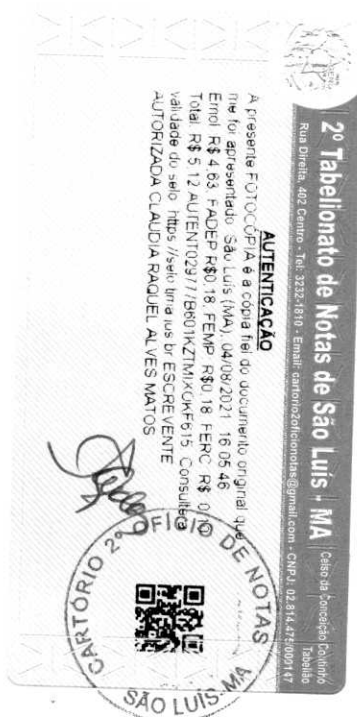 2º Tabelionato de Notas de São Luís - MA
Celso da Conceição Coutinho
Tabelião
Rua Direita, 402 Centro - Tel: 3232-1810 - Email: cartorio2oficionotas@gmail.com - CNPJ: 02.814.475/000147
AUTENTICAÇÃO
A presente FOTOCÓPIA é a cópia fiel do documento original que
me foi apresentado São Luís (MA), 04/08/2021 16 05 46
Emol R$ 4,63 FADEP R$0,18, FEMP R$0,18 FERC R$ 0,
Total R$ 5,12 Consulte a
validade do selo https //selo tjma jus br ESCREVENTE
AUTORIZADA CLAUDIA RAQUEL ALVES MATOS
CARTÓRIO 2º OFÍCIO DE NOTAS
SÃO LUÍS-MA